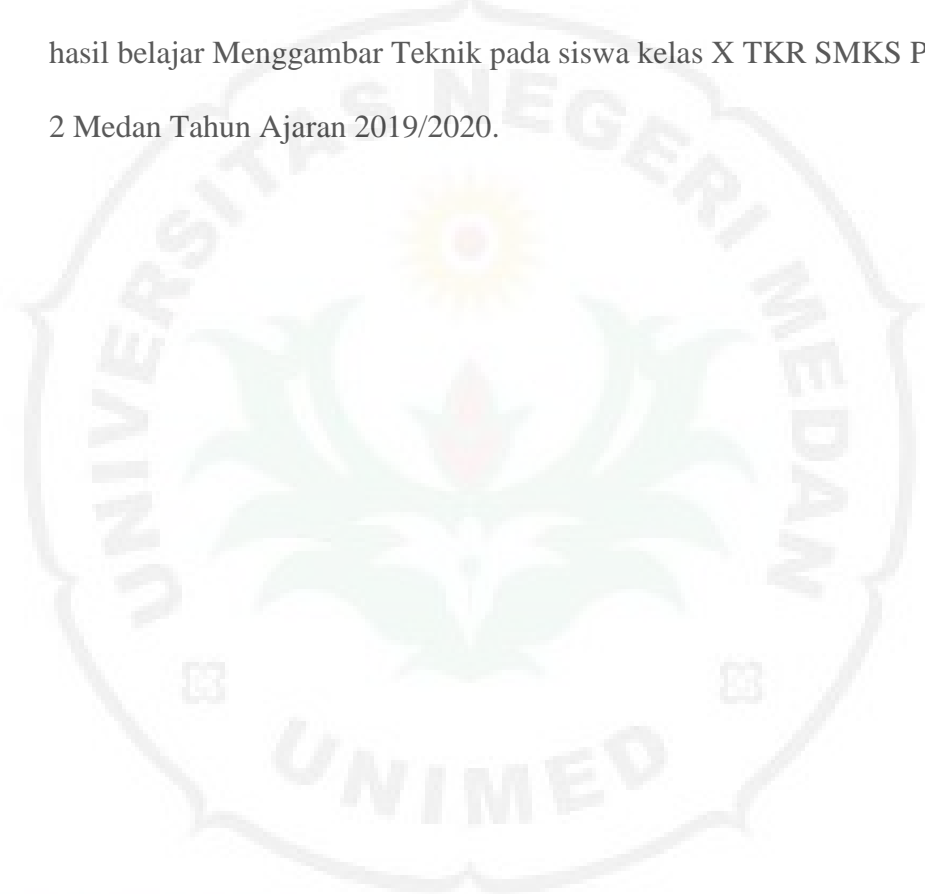 hasil belajar Menggambar Teknik pada siswa kelas X TKR SMKS P
2 Medan Tahun Ajaran 2019/2020.
UNIVERSITAS NEGERI MEDAN
UNIMED